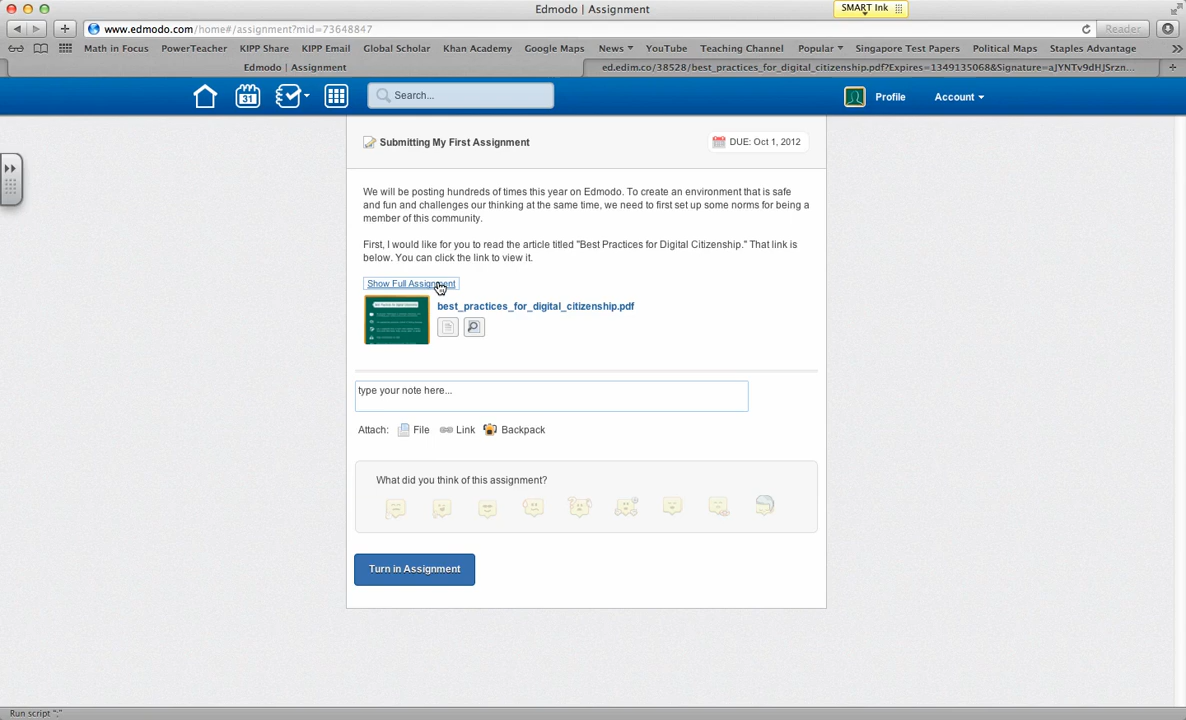 Edmodo | Assignment
SMART Ink
www.edmodo.com/home#/assignment?mid=73648847
Reader
Math in Focus PowerTeacher KIPP Share KIPP Email Global Scholar Khan Academy Google Maps News YouTube Teaching Channel Popular Singapore Test Papers Political Maps Staples Advantage
Edmodo | Assignment
ed.edim.co/38528/best_practices_for_digital_citizenship.pdf?Expires=1349135068&Signature=aJYNTv9dHJSrzn...
31
Search...
Profile
Account
Submitting My First Assignment
DUE: Oct 1, 2012
We will be posting hundreds of times this year on Edmodo. To create an environment that is safe
and fun and challenges our thinking at the same time, we need to first set up some norms for being a
member of this community.
First, I would like for you to read the article titled "Best Practices for Digital Citizenship." That link is
below. You can click the link to view it.
Show Full Assignment
best_practices_for_digital_citizenship.pdf
type your note here...
Attach: File Link Backpack
What did you think of this assignment?
Turn in Assignment
Run script ";"